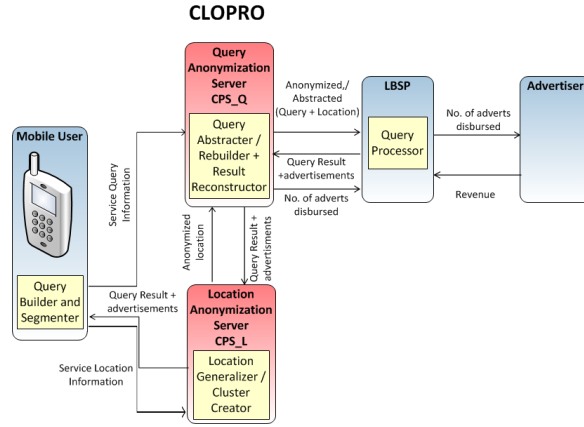 CLOPRO
Query
Anonymization
Server
CPS_Q
Query
Abstracter /
Rebuilder +
Result
Reconstructor
Anonymized,/
Abstracted
(Query + Location)
Query Result
+advertisements
No. of adverts
disbursed
LBSP
Query
Processor
No. of adverts
disbursed
Revenue
Advertiser
Mobile User
Query
Builder and
Segmenter
Service Query
Information
Anonymized
location
Query Result +
advertisments
Query Result +
advertisements
Service Location
Information
Location
Anonymization
Server
CPS_L
Location
Generalizer /
Cluster
Creator